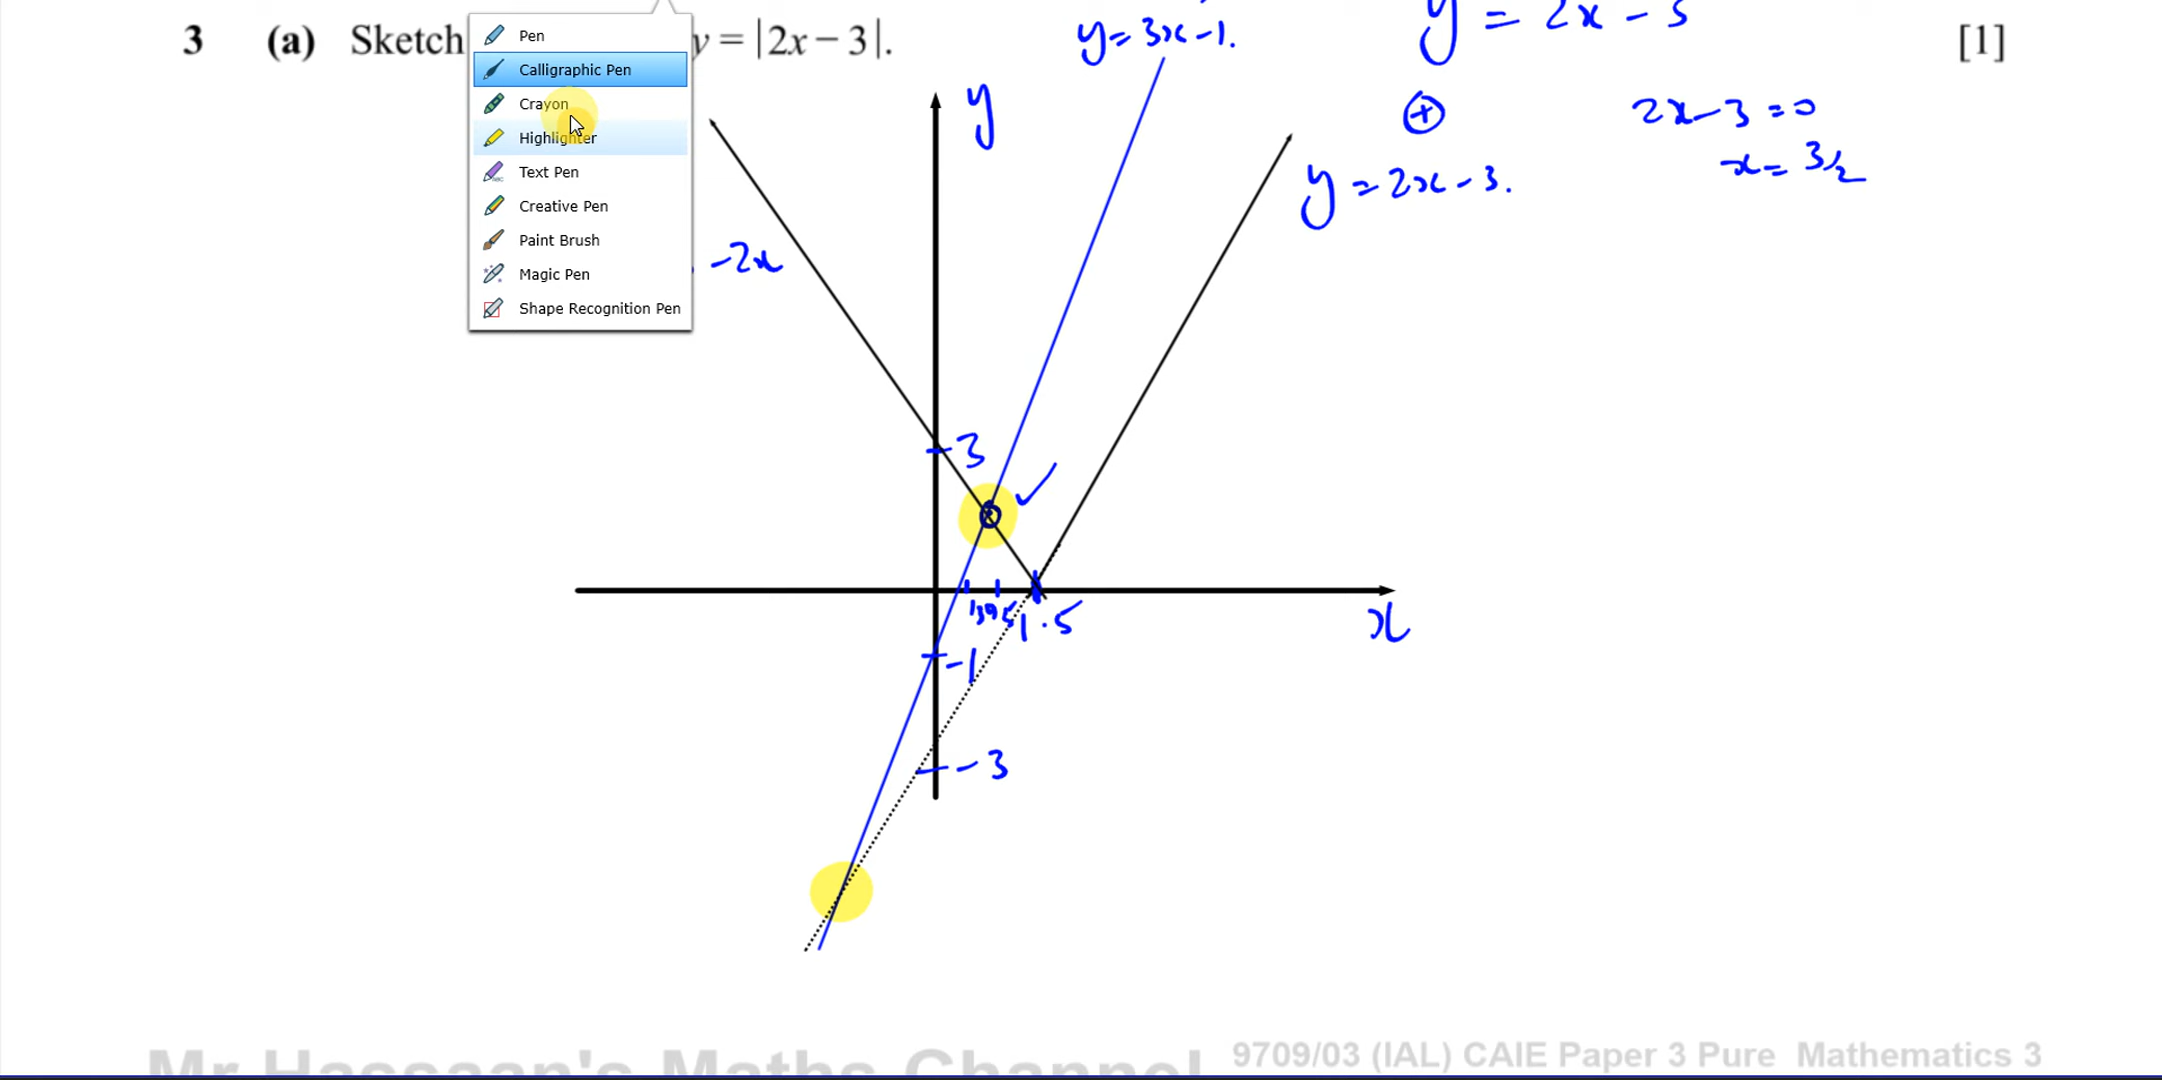 3 (a) Sketch y = |2x − 3|. [1]
Pen
Calligraphic Pen
Crayon
Highlighter
Text Pen
Creative Pen
Paint Brush
Magic Pen
Shape Recognition Pen
y = 3x - 1.
y = 2x - 3
y
⊕
2x - 3 = 0
x = 3/2
y = 2x - 3.
-2x
3
1.5
x
-1
-3
Mr Hassaan's Maths Channel
9709/03 (IAL) CAIE Paper 3 Pure Mathematics 3